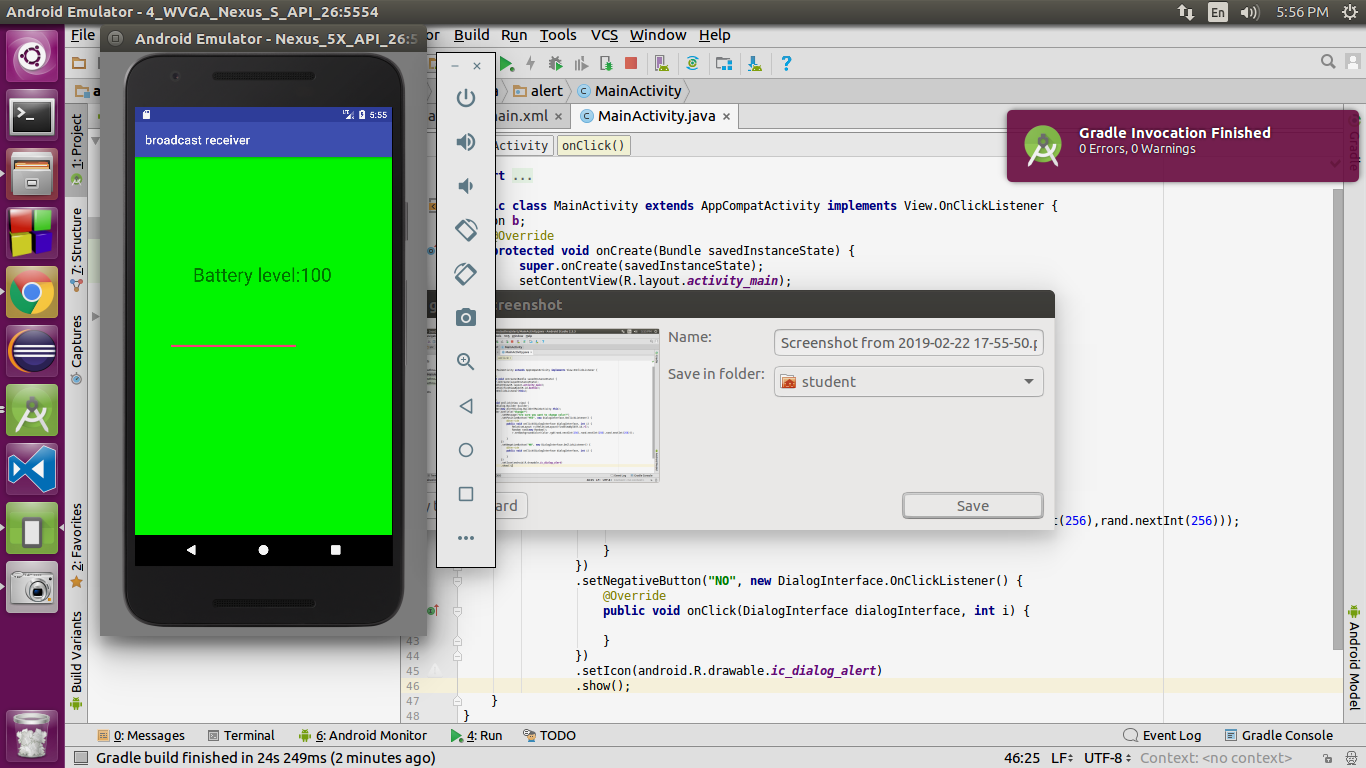 Android Emulator - 4_WVGA_Nexus_S_API_26:5554
En
5:56 PM
File
Build Run Tools VCS Window Help
Android Emulator - Nexus_5X_API_26:5
5:55
broadcast receiver
Battery level:100
alert
MainActivity
ain.xml
MainActivity.java
Activity
onClick()
Gradle Invocation Finished
0 Errors, 0 Warnings
Gradle
1: Project
7: Structure
Captures
2: Favorites
Build Variants
Android Model
rt ...
ic class MainActivity extends AppCompatActivity implements View.OnClickListener {
on b;
@Override
protected void onCreate(Bundle savedInstanceState) {
super.onCreate(savedInstanceState);
setContentView(R.layout.activity_main);
creenshot
Name:
Screenshot from 2019-02-22 17-55-50.p
Save in folder:
student
ard
Save
t(256),rand.nextInt(256)));
}
})
.setNegativeButton("NO", new DialogInterface.OnClickListener() {
@Override
public void onClick(DialogInterface dialogInterface, int i) {
43 }
44 })
45 .setIcon(android.R.drawable.ic_dialog_alert)
46 .show();
47 }
48 }
0: Messages
Terminal
6: Android Monitor
4: Run
TODO
Event Log
Gradle Console
Gradle build finished in 24s 249ms (2 minutes ago)
46:25 LF÷ UTF-8÷ Context: <no context>